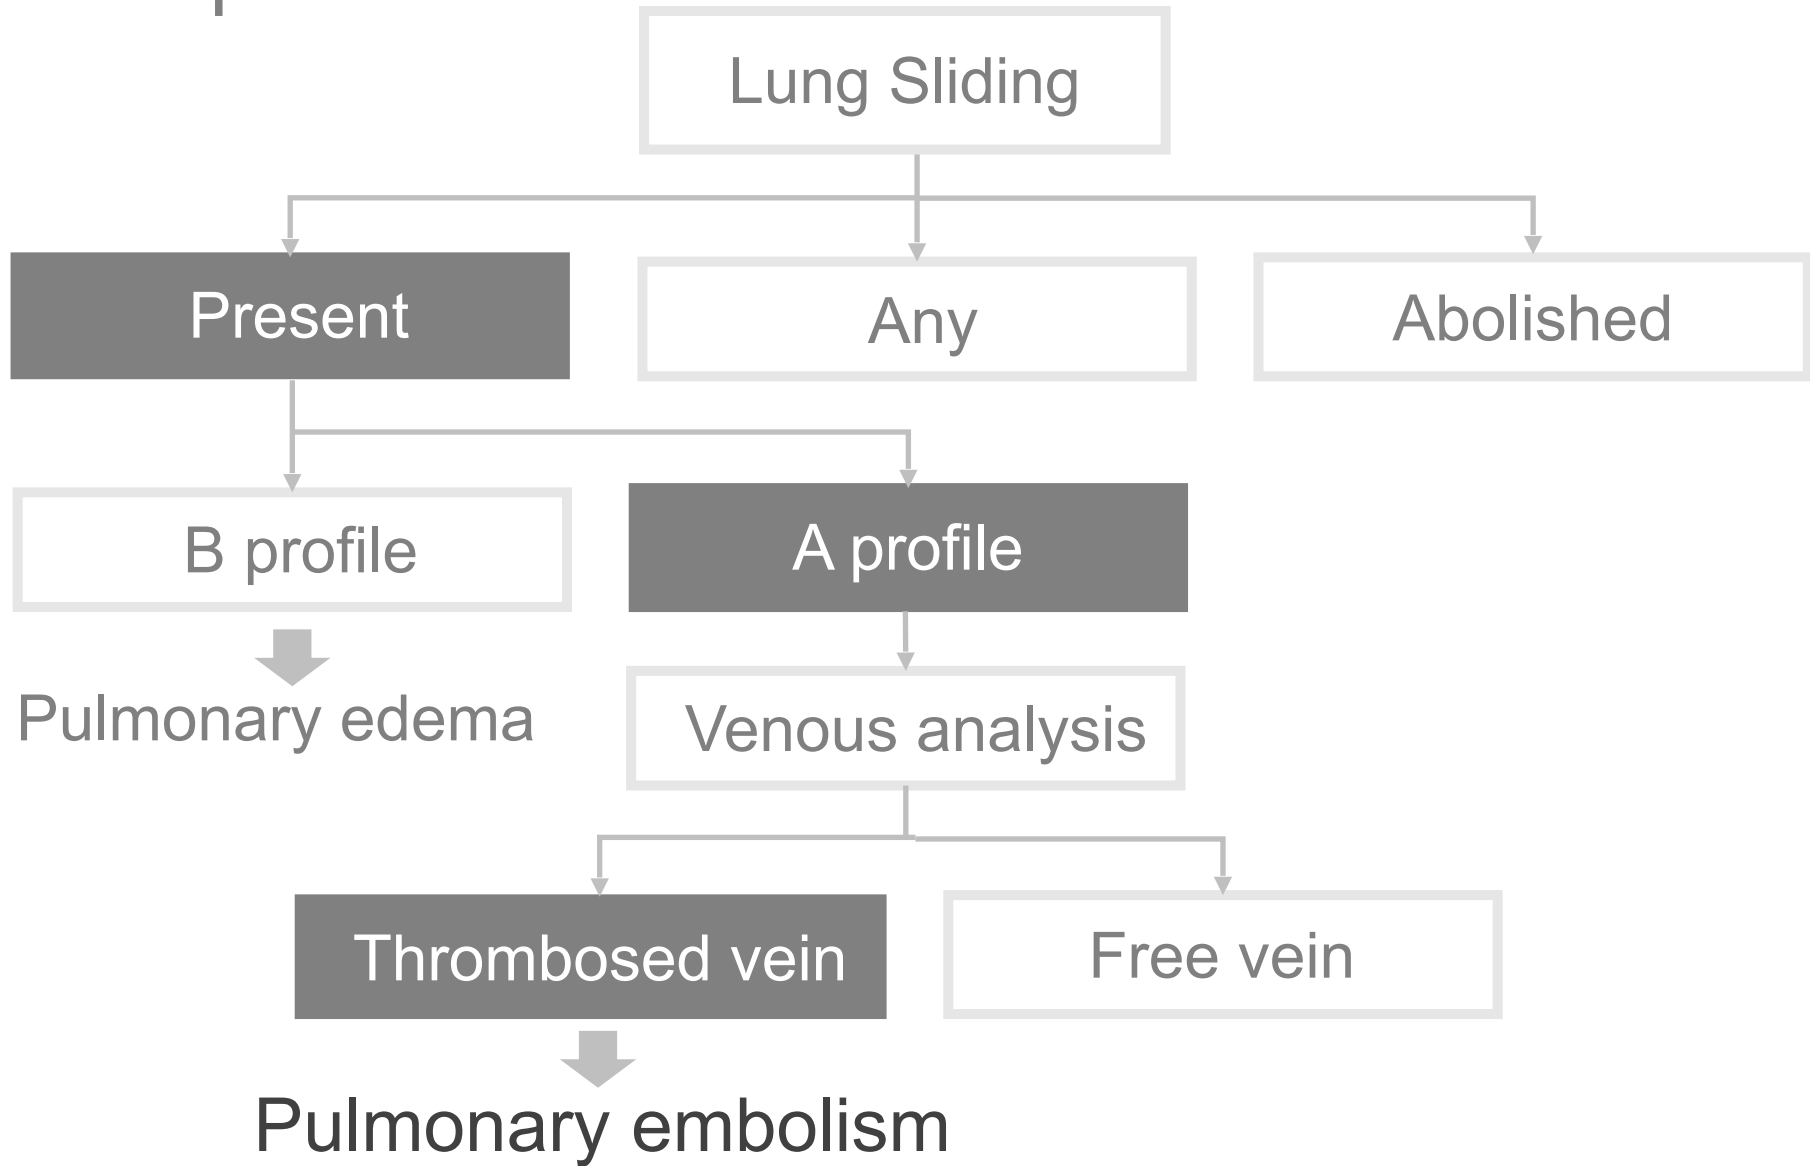 Lung Sliding
Present
Any
Abolished
B profile
A profile
Pulmonary edema
Venous analysis
Thrombosed vein
Free vein
Pulmonary embolism